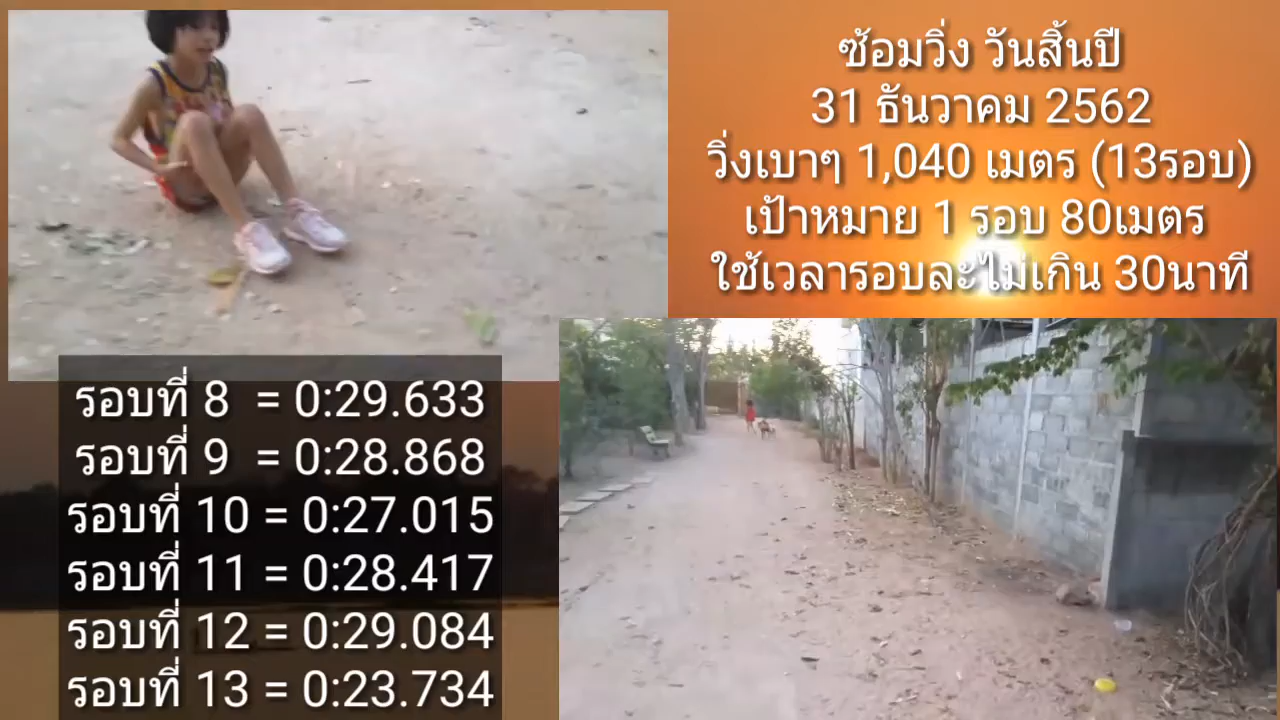 ซ้อมวิ่ง วันสิ้นปี
31 ธันวาคม 2562
วิ่งเบาๆ 1,040 เมตร (13รอบ)
เป้าหมาย 1 รอบ 80เมตร
ใช้เวลารอบละไม่เกิน 30นาที
รอบที่ 8 = 0:29.633
รอบที่ 9 = 0:28.868
รอบที่ 10 = 0:27.015
รอบที่ 11 = 0:28.417
รอบที่ 12 = 0:29.084
รอบที่ 13 = 0:23.734